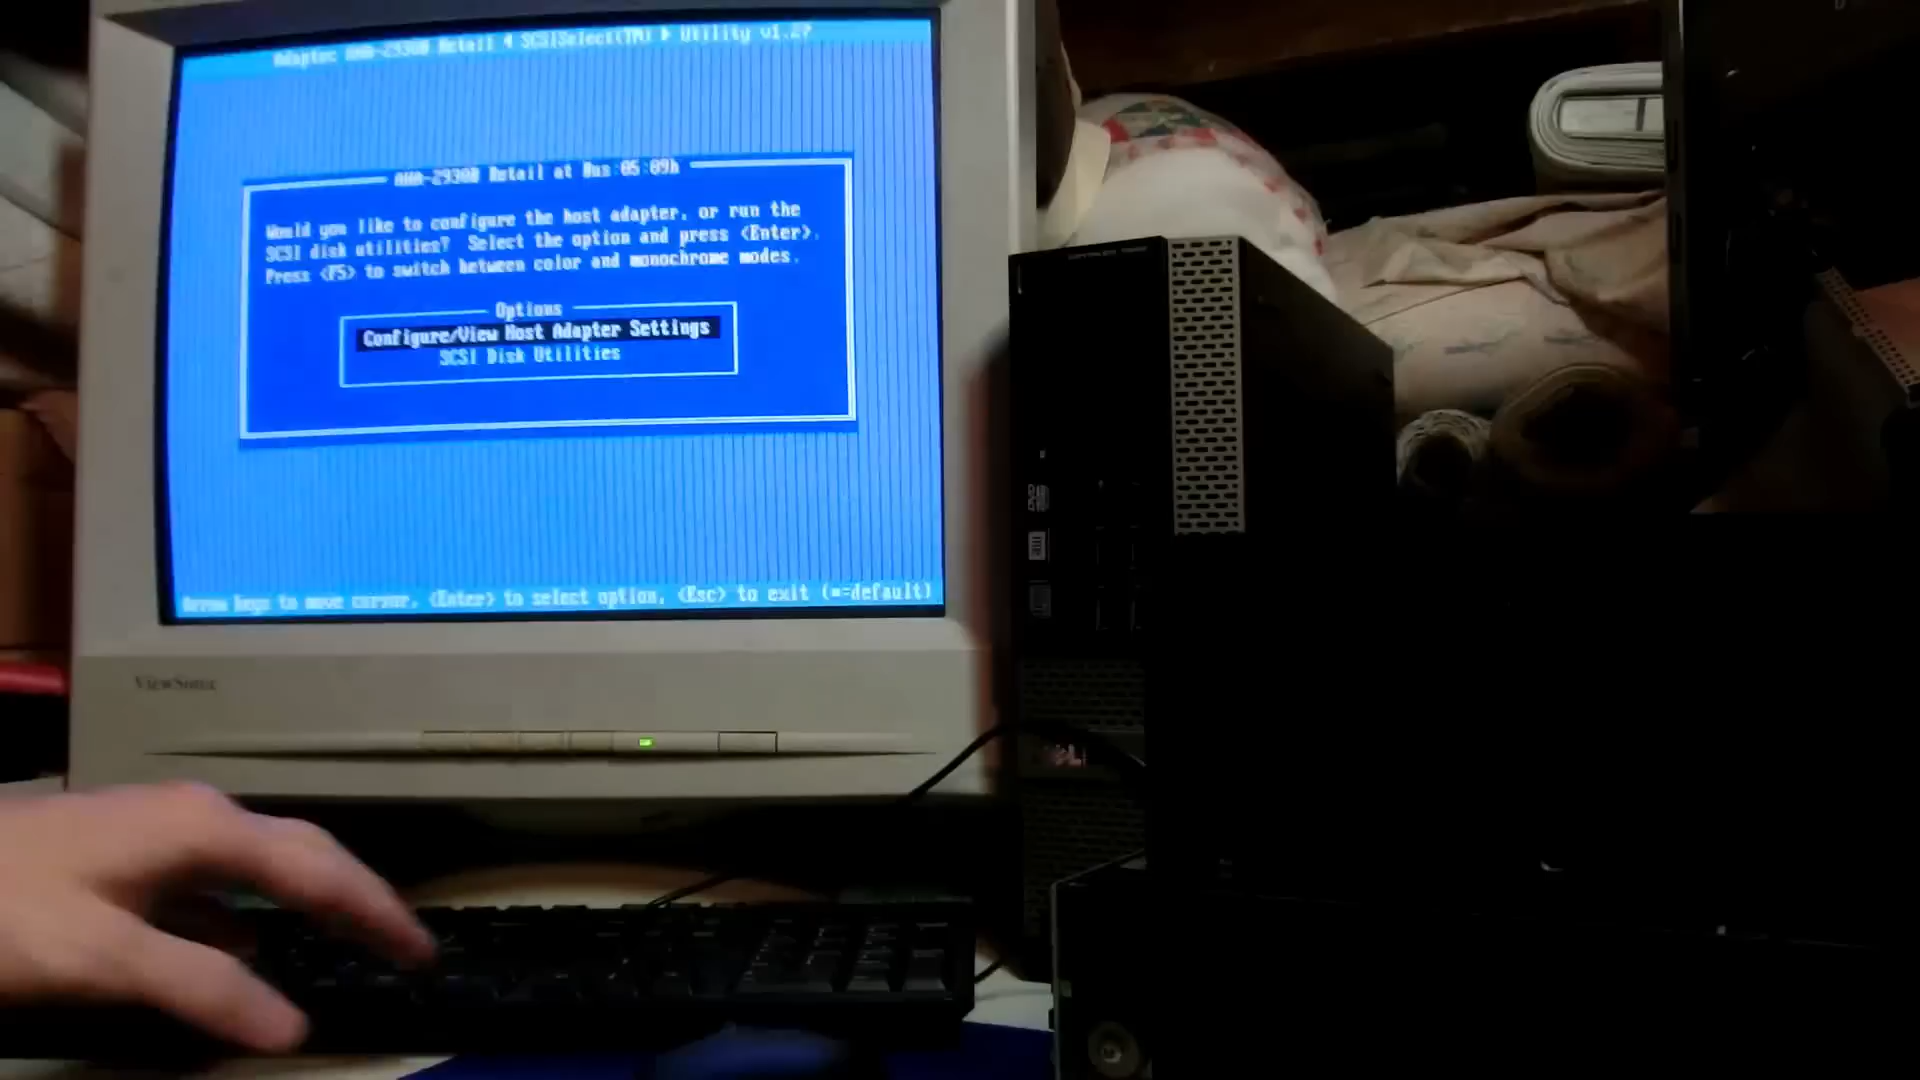 Adaptec AHA-2930U Retail ◄ SCSISelect(TM) ► Utility v1.2?
AHA-2930U Retail at Bus 05:09h
Would you like to configure the host adapter, or run the
SCSI disk utilities? Select the option and press <Enter>.
Press <F5> to switch between color and monochrome modes.
Options
Configure/View Host Adapter Settings
SCSI Disk Utilities
Arrow keys to move cursor, <Enter> to select option, <Esc> to exit (*=default)
ViewSonic